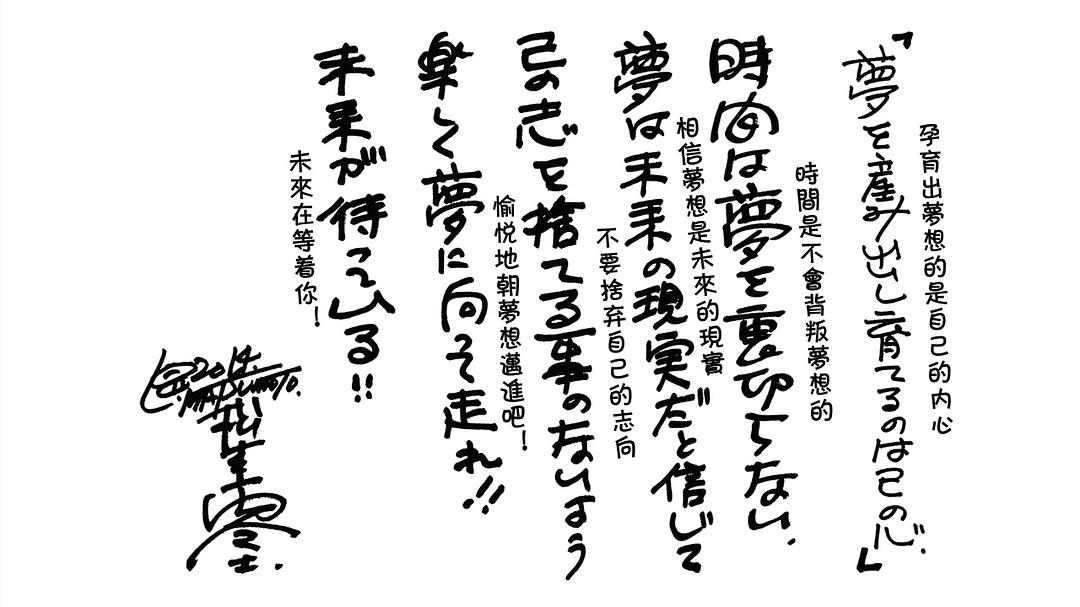 孕育出夢想的是自己的内心
「夢を産み出し育てるのは己の心゛.」
時間是不會背叛夢想的
時間は夢を裏切らない.
相信夢想是未來的現實
夢は未来の現実だと信じて
不要捨弃自己的志向
己の志を捨てる事のないよう
愉悦地朝夢想邁進吧！
楽しく夢に向って走れ!!
未來在等着你！
未来が待っている!!
2014.
MATSUMOTO.
松本零士.